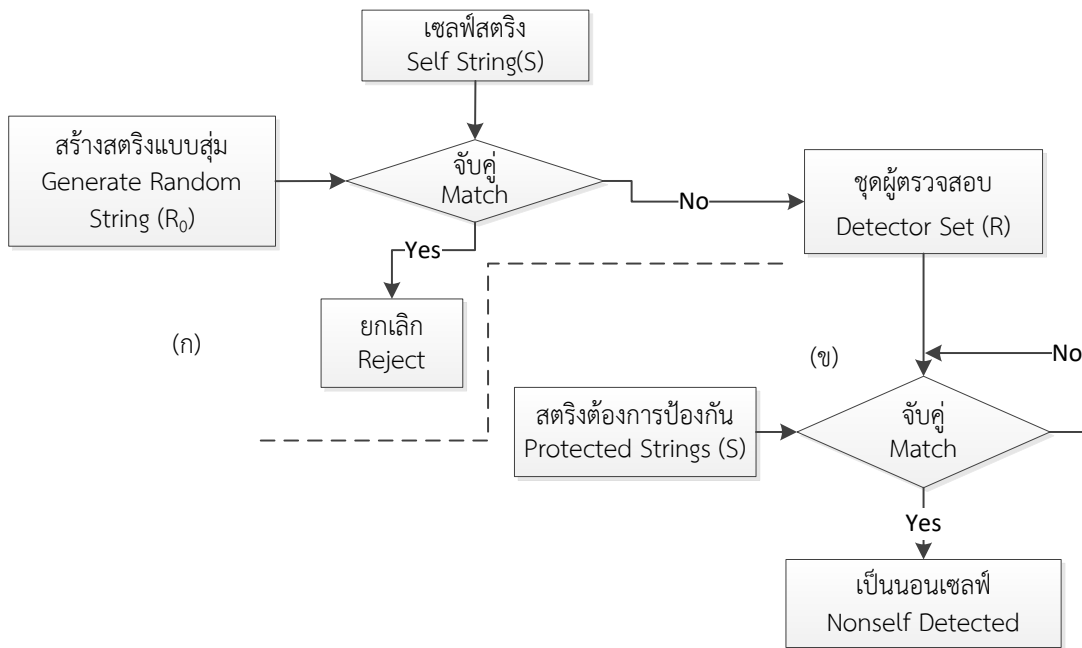 เซลฟ์สตริง
Self String(S)
สร้างสตริงแบบสุ่ม
Generate Random
String (R₀)
จับคู่
Match
No
ชุดผู้ตรวจสอบ
Detector Set (R)
Yes
ยกเลิก
Reject
(ก)
(ข)
No
สตริงต้องการป้องกัน
Protected Strings (S)
จับคู่
Match
Yes
เป็นนอนเซลฟ์
Nonself Detected